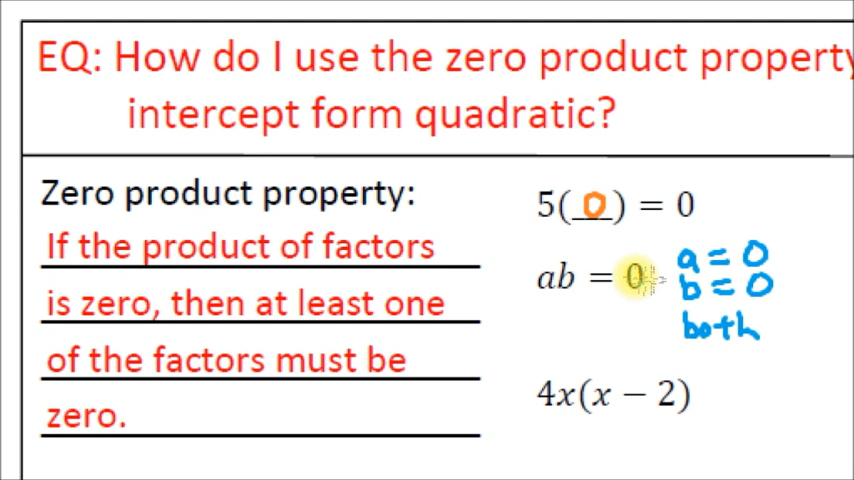 EQ: How do I use the zero product property
intercept form quadratic?
Zero product property:
If the product of factors
is zero, then at least one
of the factors must be
zero.
5(0) = 0
ab = 0
a = 0
b = 0
both
4x(x − 2)